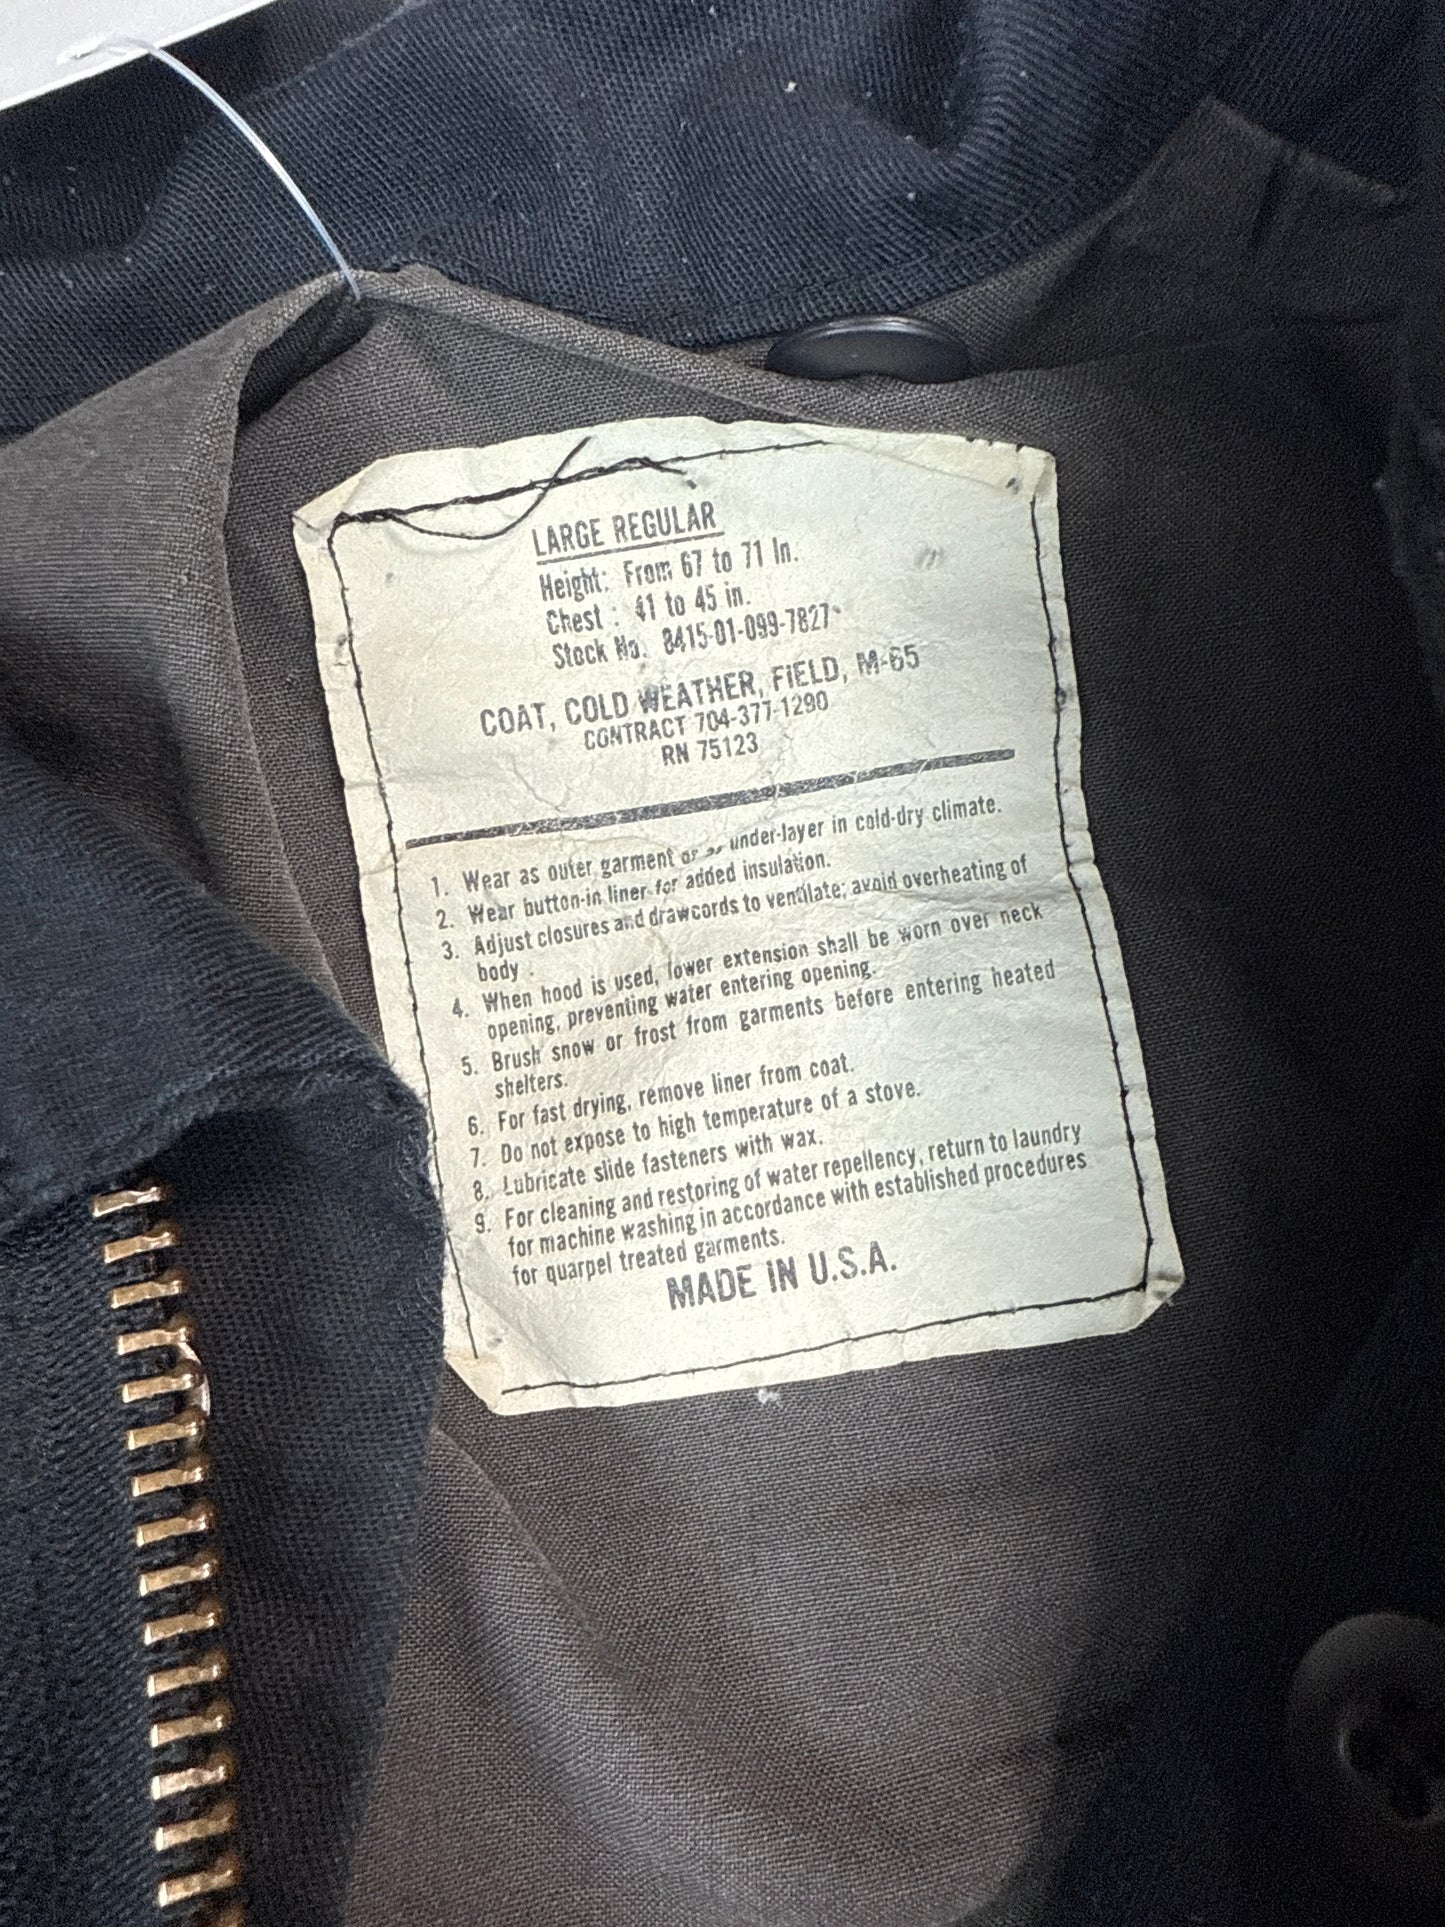 LARGE REGULAR
Height: From 67 to 71 In.
Chest : 41 to 45 in.
Stock No. 8415-01-099-7827
COAT, COLD WEATHER, FIELD, M-65
CONTRACT 704-377-1290
RN 75123
1. Wear as outer garment or as under-layer in cold-dry climate.
2. Wear button-in liner for added insulation.
3. Adjust closures and drawcords to ventilate; avoid overheating of
body .
4. When hood is used, lower extension shall be worn over neck
opening, preventing water entering opening.
5. Brush snow or frost from garments before entering heated
shelters.
6. For fast drying, remove liner from coat.
7. Do not expose to high temperature of a stove.
8. Lubricate slide fasteners with wax.
9. For cleaning and restoring of water repellency, return to laundry
for machine washing in accordance with established procedures
for quarpel treated garments.
MADE IN U.S.A.